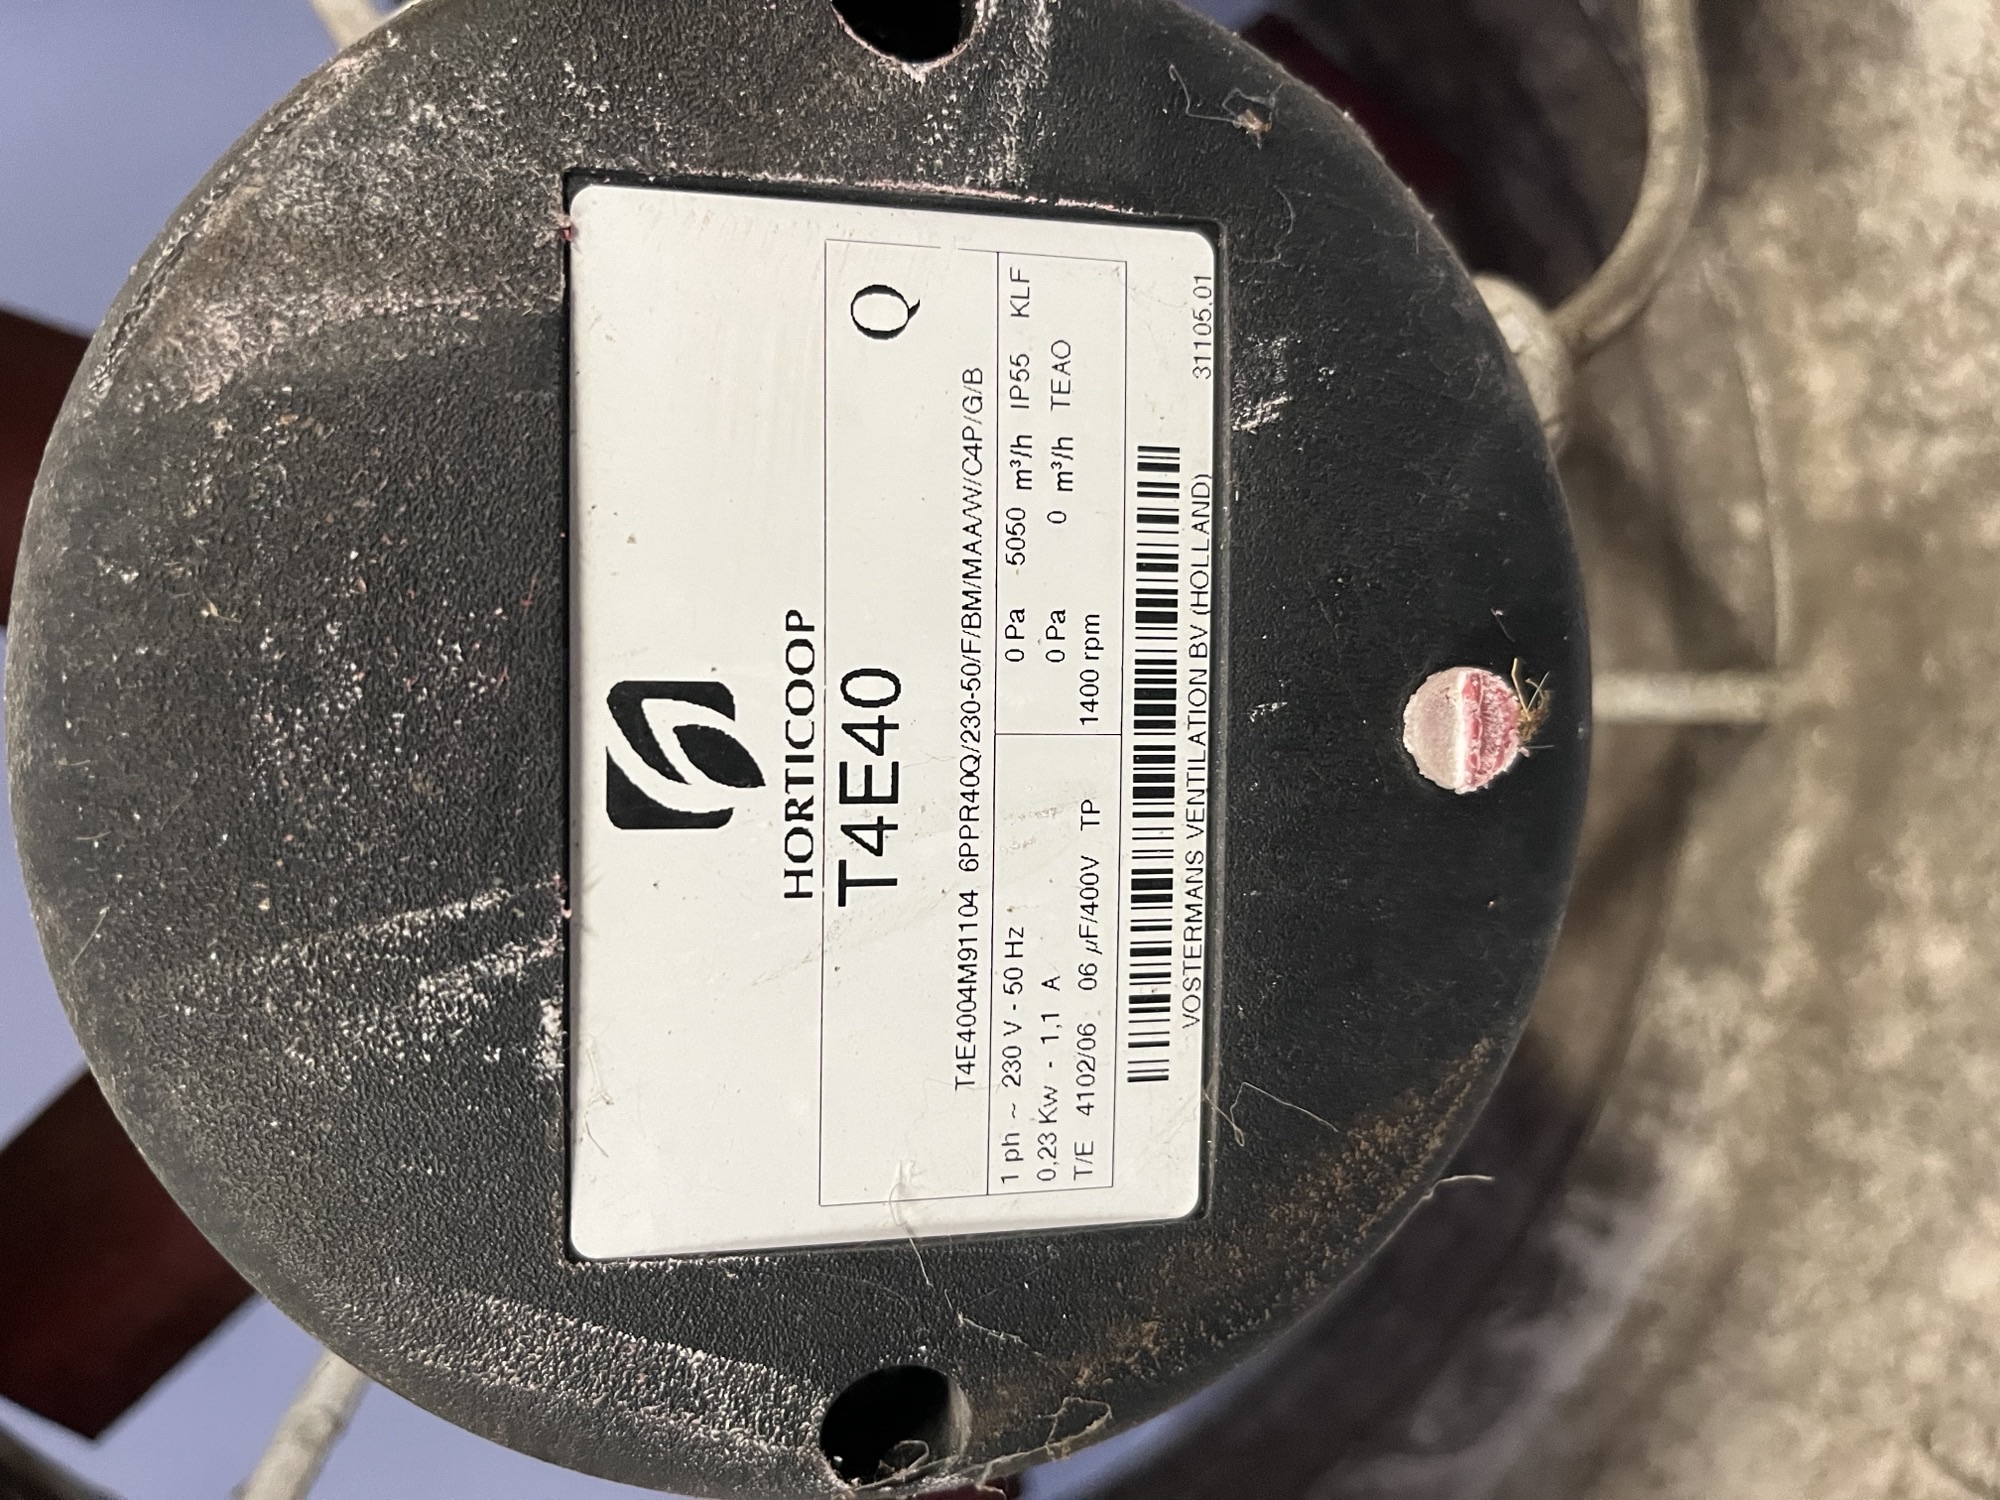 HORTICOOP
T4E40 Q
T4E4004M91104 6PPR40Q/230-50/F/BM/MAA/W/C4P/G/B
1 ph ~ 230 V - 50 Hz 0 Pa 5050 m³/h IP55 KLF
0,23 Kw - 1,1 A 0 Pa 0 m³/h TEAO
T/E 4102/06 06 µF/400V TP 1400 rpm
VOSTERMANS VENTILATION BV (HOLLAND) 31105.01